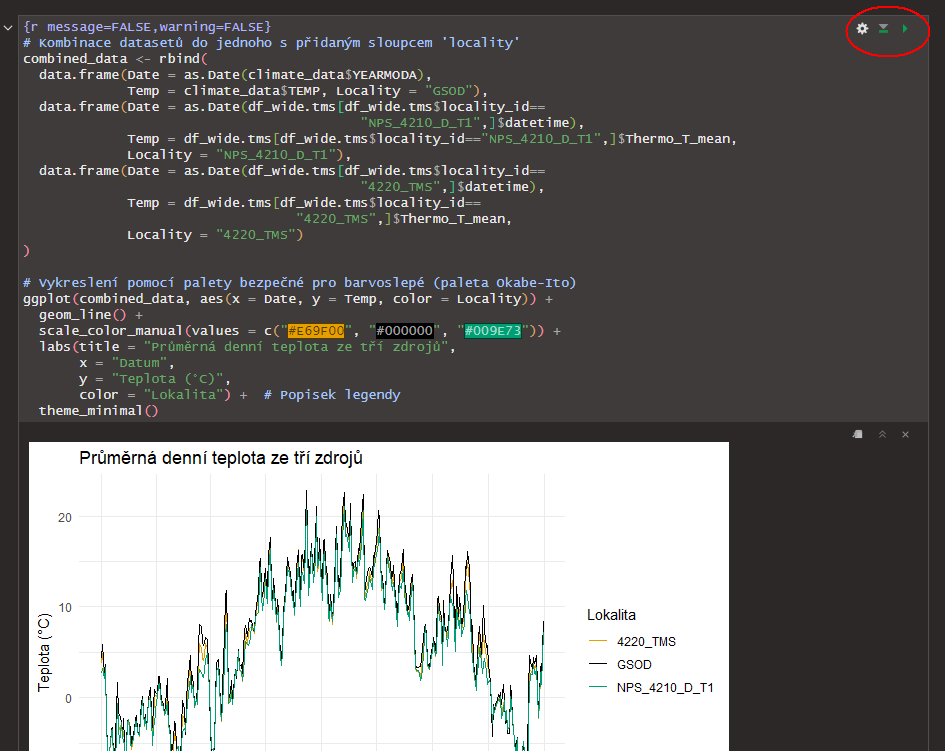 {r message=FALSE,warning=FALSE}
# Kombinace datasetů do jednoho s přidaným sloupcem 'locality'
combined_data <- rbind(
data.frame(Date = as.Date(climate_data$YEARMODA),
Temp = climate_data$TEMP, Locality = "GSOD"),
data.frame(Date = as.Date(df_wide.tms[df_wide.tms$locality_id==
"NPS_4210_D_T1",]$datetime),
Temp = df_wide.tms[df_wide.tms$locality_id=="NPS_4210_D_T1",]$Thermo_T_mean,
Locality = "NPS_4210_D_T1"),
data.frame(Date = as.Date(df_wide.tms[df_wide.tms$locality_id==
"4220_TMS",]$datetime),
Temp = df_wide.tms[df_wide.tms$locality_id==
"4220_TMS",]$Thermo_T_mean,
Locality = "4220_TMS")
)
# Vykreslení pomocí palety bezpečné pro barvoslepé (paleta Okabe-Ito)
ggplot(combined_data, aes(x = Date, y = Temp, color = Locality)) +
geom_line() +
scale_color_manual(values = c("#E69F00", "#000000", "#009E73")) +
labs(title = "Průměrná denní teplota ze tří zdrojů",
x = "Datum",
y = "Teplota (°C)",
color = "Lokalita") +  # Popisek legendy
theme_minimal()
Průměrná denní teplota ze tří zdrojů
20
10
0
Teplota (°C)
Lokalita
4220_TMS
GSOD
NPS_4210_D_T1